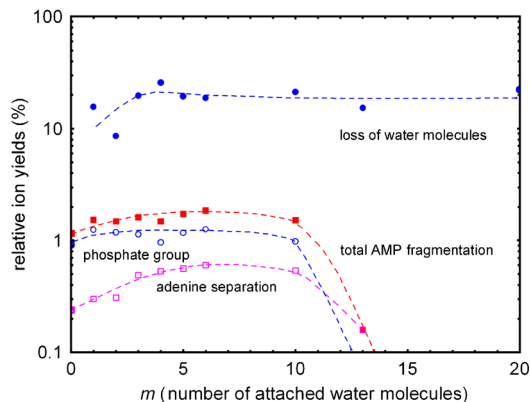 100
10
1
0.1
relative ion yields (%)
loss of water molecules
phosphate group
total AMP fragmentation
adenine separation
0 5 10 15 20
m ( number of attached water molecules)